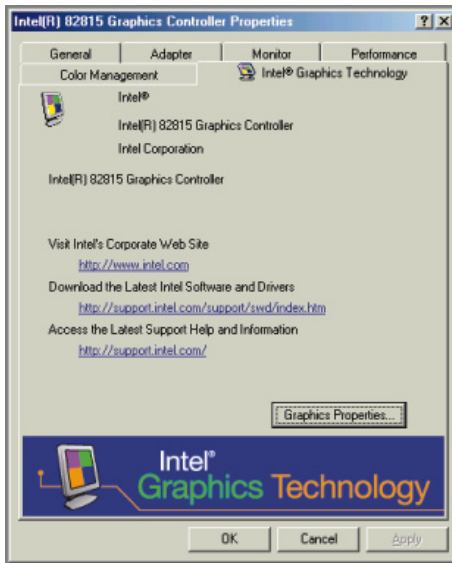 Intel(R) 82815 Graphics Controller Properties
General Adapter Monitor Performance
Color Management Intel® Graphics Technology
Intel®
Intel(R) 82815 Graphics Controller
Intel Corporation
Intel(R) 82815 Graphics Controller
Visit Intel's Corporate Web Site
http://www.intel.com
Download the Latest Intel Software and Drivers
http://support.intel.com/support/swd/index.htm
Access the Latest Support Help and Information
http://support.intel.com/
Graphics Properties...
Intel®
Graphics Technology
OK Cancel Apply